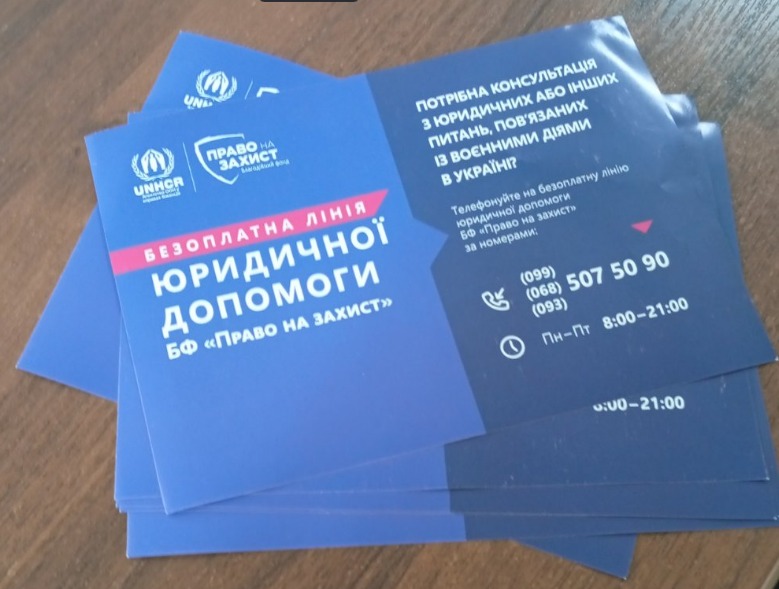 UNHCR
ПРАВО НА
ЗАХИСТ
Благодійний фонд
БЕЗОПЛАТНА ЛІНІЯ
ЮРИДИЧНОЇ
ДОПОМОГИ
БФ «Право на захист»
ПОТРІБНА КОНСУЛЬТАЦІЯ
З ЮРИДИЧНИХ АБО ІНШИХ
ПИТАНЬ, ПОВ'ЯЗАНИХ
ІЗ ВОЄННИМИ ДІЯМИ
В УКРАЇНІ?
Телефонуйте на безоплатну лінію
юридичної допомоги
БФ «Право на захист»
за номерами:
(099)
(068) 507 50 90
(093)
Пн–Пт 8:00–21:00
8:00–21:00